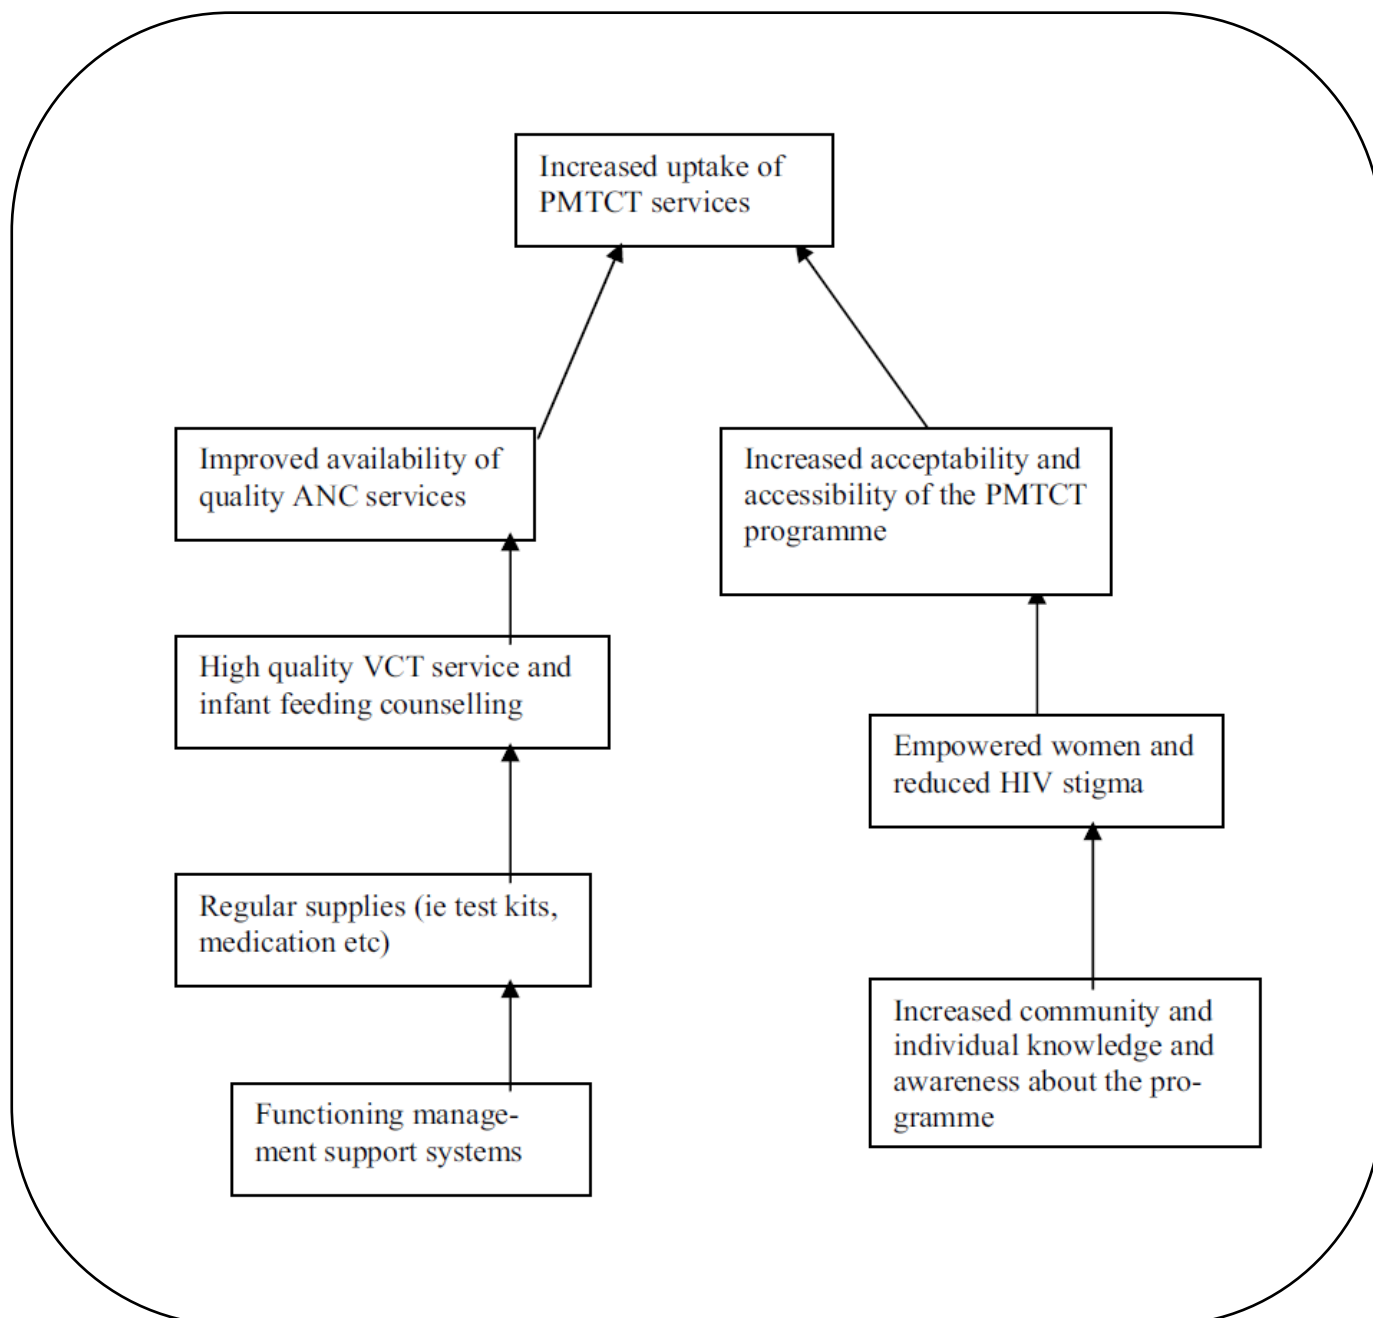 Increased uptake of
PMTCT services
Improved availability of
quality ANC services
Increased acceptability and
accessibility of the PMTCT
programme
High quality VCT service and
infant feeding counselling
Empowered women and
reduced HIV stigma
Regular supplies (ie test kits,
medication etc)
Increased community and
individual knowledge and
awareness about the pro-
gramme
Functioning manage-
ment support systems